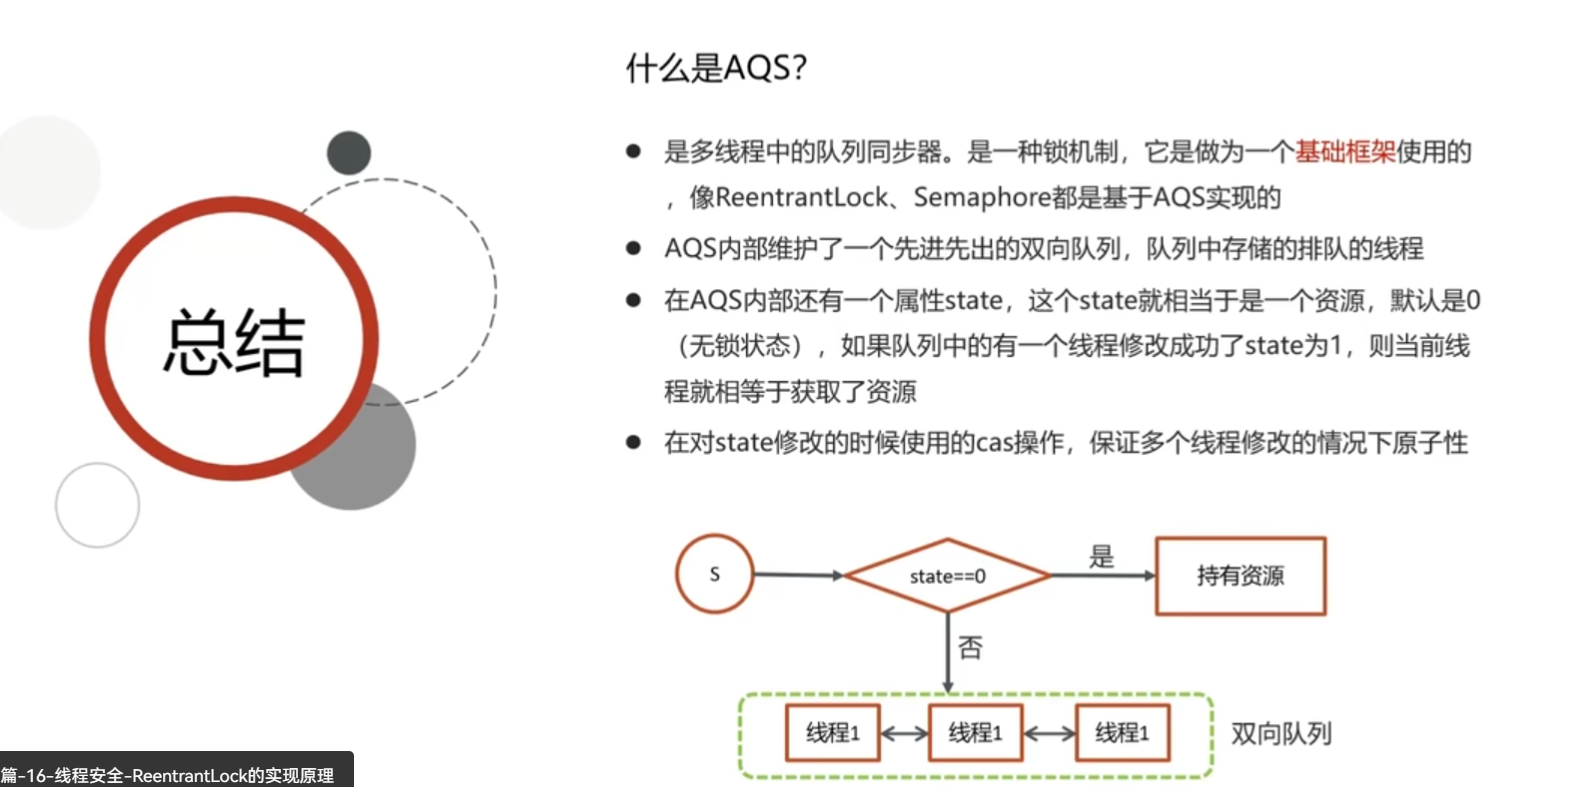 什么是AQS?
是多线程中的队列同步器。是一种锁机制，它是做为一个基础框架使用的
，像ReentrantLock、Semaphore都是基于AQS实现的
AQS内部维护了一个先进先出的双向队列，队列中存储的排队的线程
在AQS内部还有一个属性state，这个state就相当于是一个资源，默认是0
（无锁状态），如果队列中的有一个线程修改成功了state为1，则当前线
程就相等于获取了资源
在对state修改的时候使用的cas操作，保证多个线程修改的情况下原子性
总结
S
state==0
是
持有资源
否
线程1
线程1
线程1
双向队列
篇-16-线程安全-ReentrantLock的实现原理